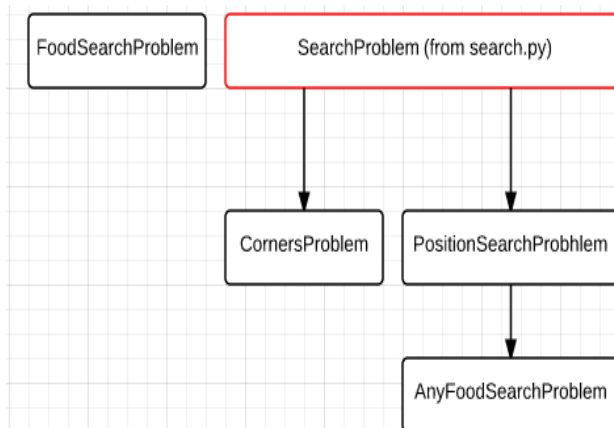 FoodSearchProblem
SearchProblem (from search.py)
CornersProblem
PositionSearchProbhlem
AnyFoodSearchProblem